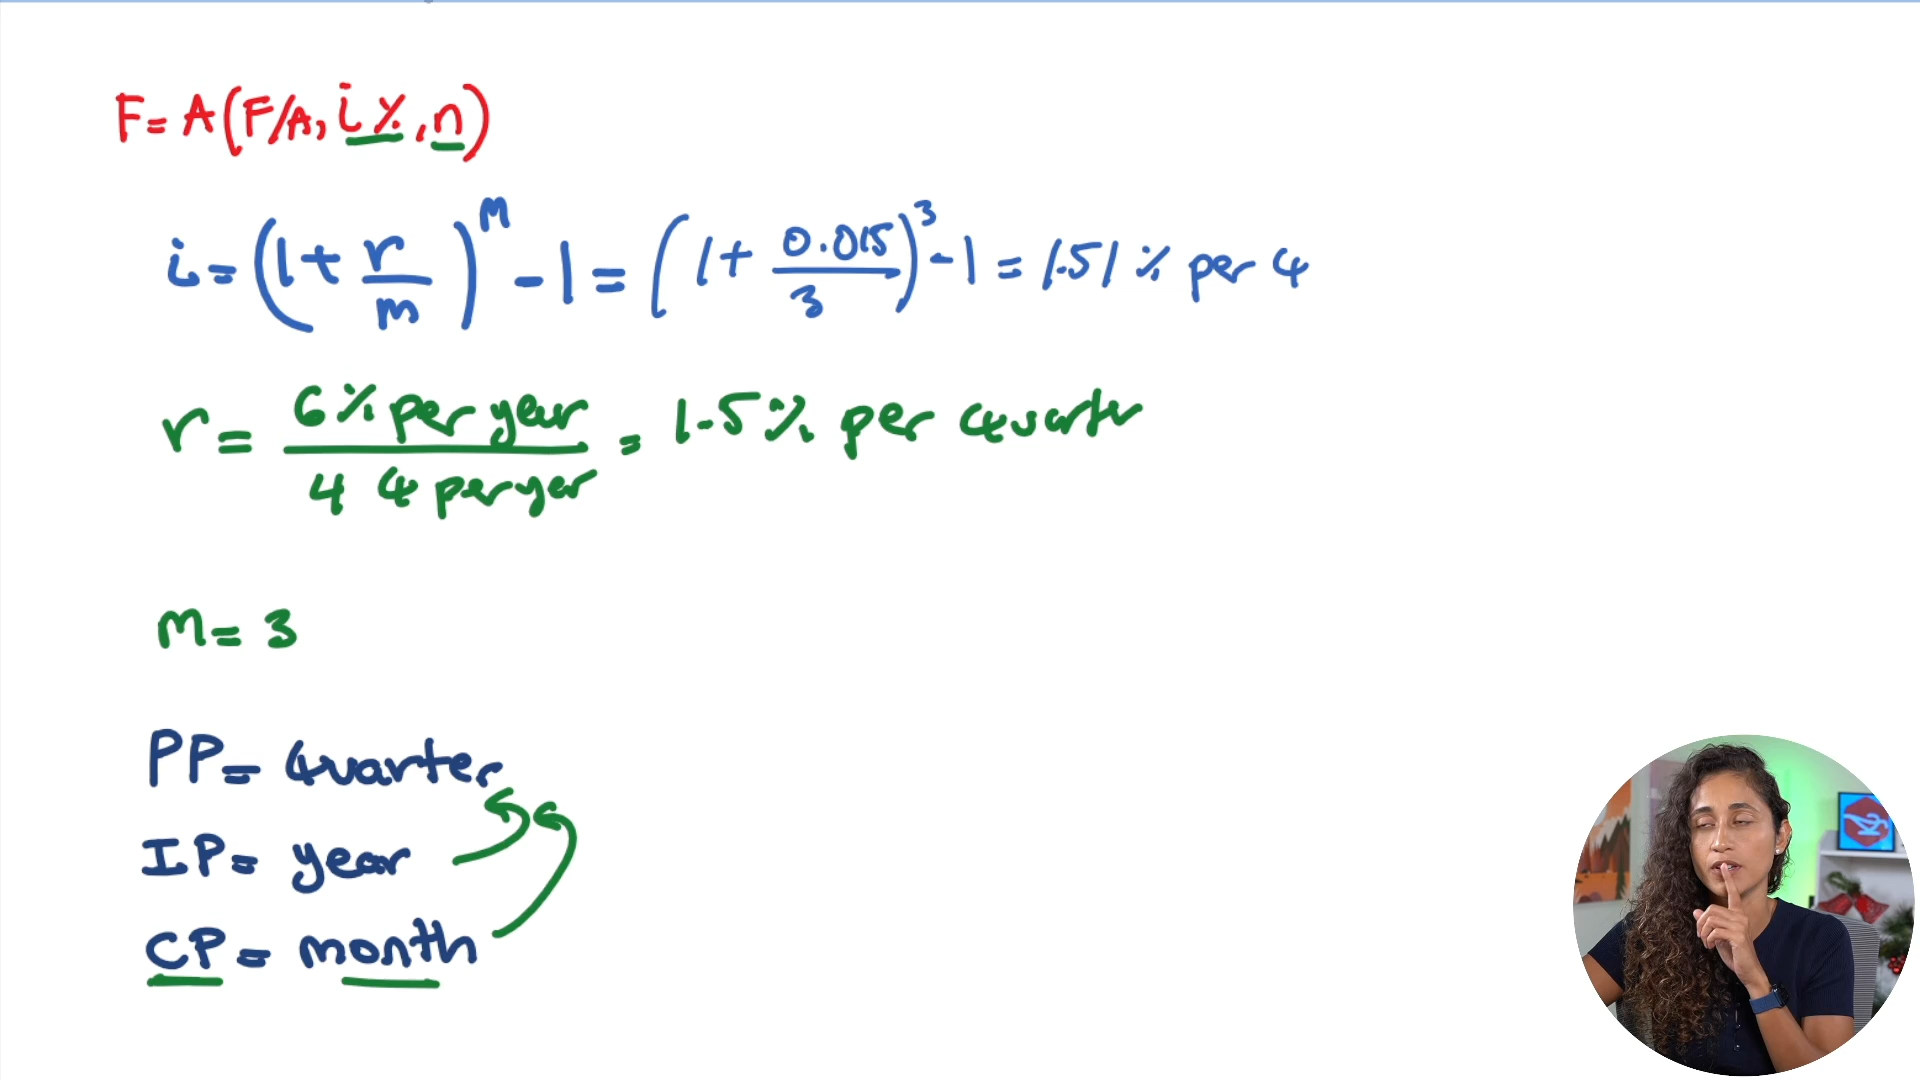 F = A(F/A, i%, n)
i = (1 + r/m)^m - 1 = (1 + 0.015/3)^3 - 1 = 1.51% per q
r = 6% per year / 4 q per year = 1.5% per quarter
m = 3
PP = Quarter
IP = year
CP = month